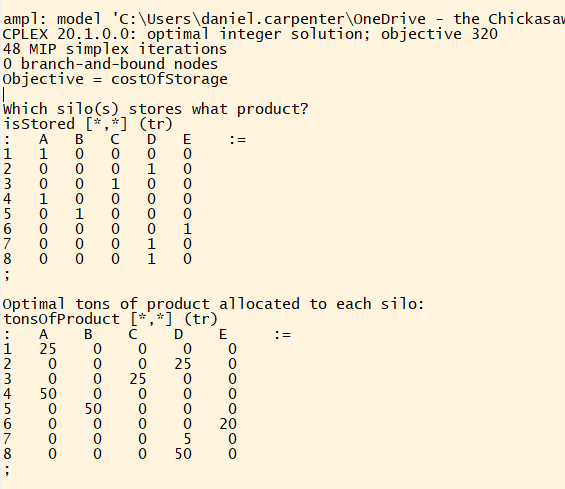 ampl: model 'C:\Users\daniel.carpenter\OneDrive - the Chickasaw
CPLEX 20.1.0.0: optimal integer solution; objective 320
48 MIP simplex iterations
0 branch-and-bound nodes
Objective = costOfStorage
Which silo(s) stores what product?
isStored [*,*] (tr)
:   A   B   C   D   E    :=
1   1   0   0   0   0
2   0   0   0   1   0
3   0   0   1   0   0
4   1   0   0   0   0
5   0   1   0   0   0
6   0   0   0   0   1
7   0   0   0   1   0
8   0   0   0   1   0
;
Optimal tons of product allocated to each silo:
tonsOfProduct [*,*] (tr)
:   A    B    C    D    E     :=
1   25    0    0    0    0
2    0    0    0   25    0
3    0    0   25    0    0
4   50    0    0    0    0
5    0   50    0    0    0
6    0    0    0    0   20
7    0    0    0    5    0
8    0    0    0   50    0
;